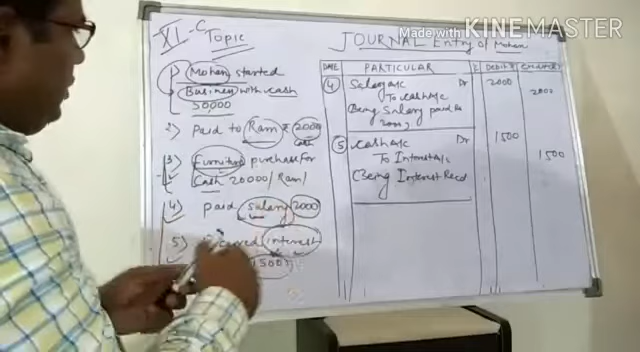 Made with KINEMASTER
XI-C Topic
JOURNAL Entry of Mohan
Mohan started
Business with cash
50,000
2) Paid to Ram ₹ 2000
cash
3) Furniture purchase for
Cash 20000/ Ram/
4) paid salary 2000
5) interest
1500
DATE PARTICULAR Debit CREDIT
4 Salary a/c Dr 2000
To cash a/c 2000
(Being Salary paid
5 cash a/c Dr 1500
To Interest a/c 1500
(Being Interest Recd